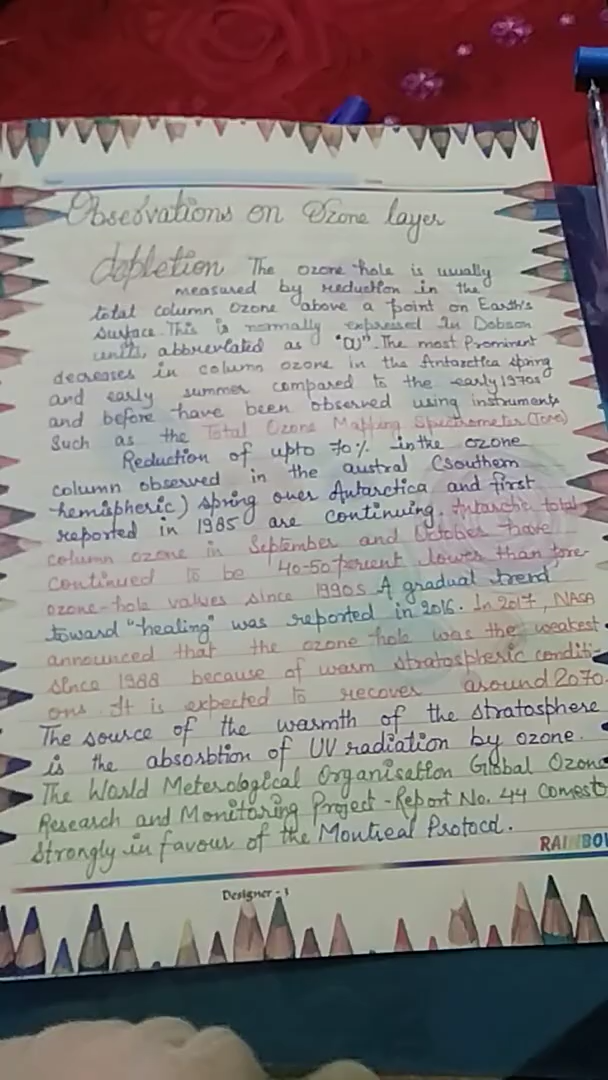 Observations on Ozone layer
depletion The ozone hole is usually
measured by reduction in the
total column ozone above a point on Earth's
surface. This is normally expressed in Dobson
units, abbreviated as "DU". The most Prominent
decreases in column ozone in the Antarctica spring
and early summer compared to the early 1970s
and before have been observed using instruments
Such as the Total Ozone Mapping Spectrometer (Toms)
Reduction of upto 70% in the ozone
column observed in the austral (southern
hemispheric) spring over Antarctica and first
reported in 1985 are continuing. Antarctic total
column ozone in September and October have
continued to be 40-50 percent lower than pre-
ozone-hole values since 1990s A gradual trend
toward "healing" was reported in 2016. In 2017, NASA
announced that the ozone hole was the weakest
since 1988 because of warm stratospheric conditi-
ons. It is expected to recover around 2070.
The source of the warmth of the stratosphere
is the absorbtion of UV radiation by ozone.
The World Meterological Organisation Global Ozone
Research and Monitoring Project - Report No. 44 comest
Strongly in favour of the Montreal Protocol.
RAINBOW
Designer - 1